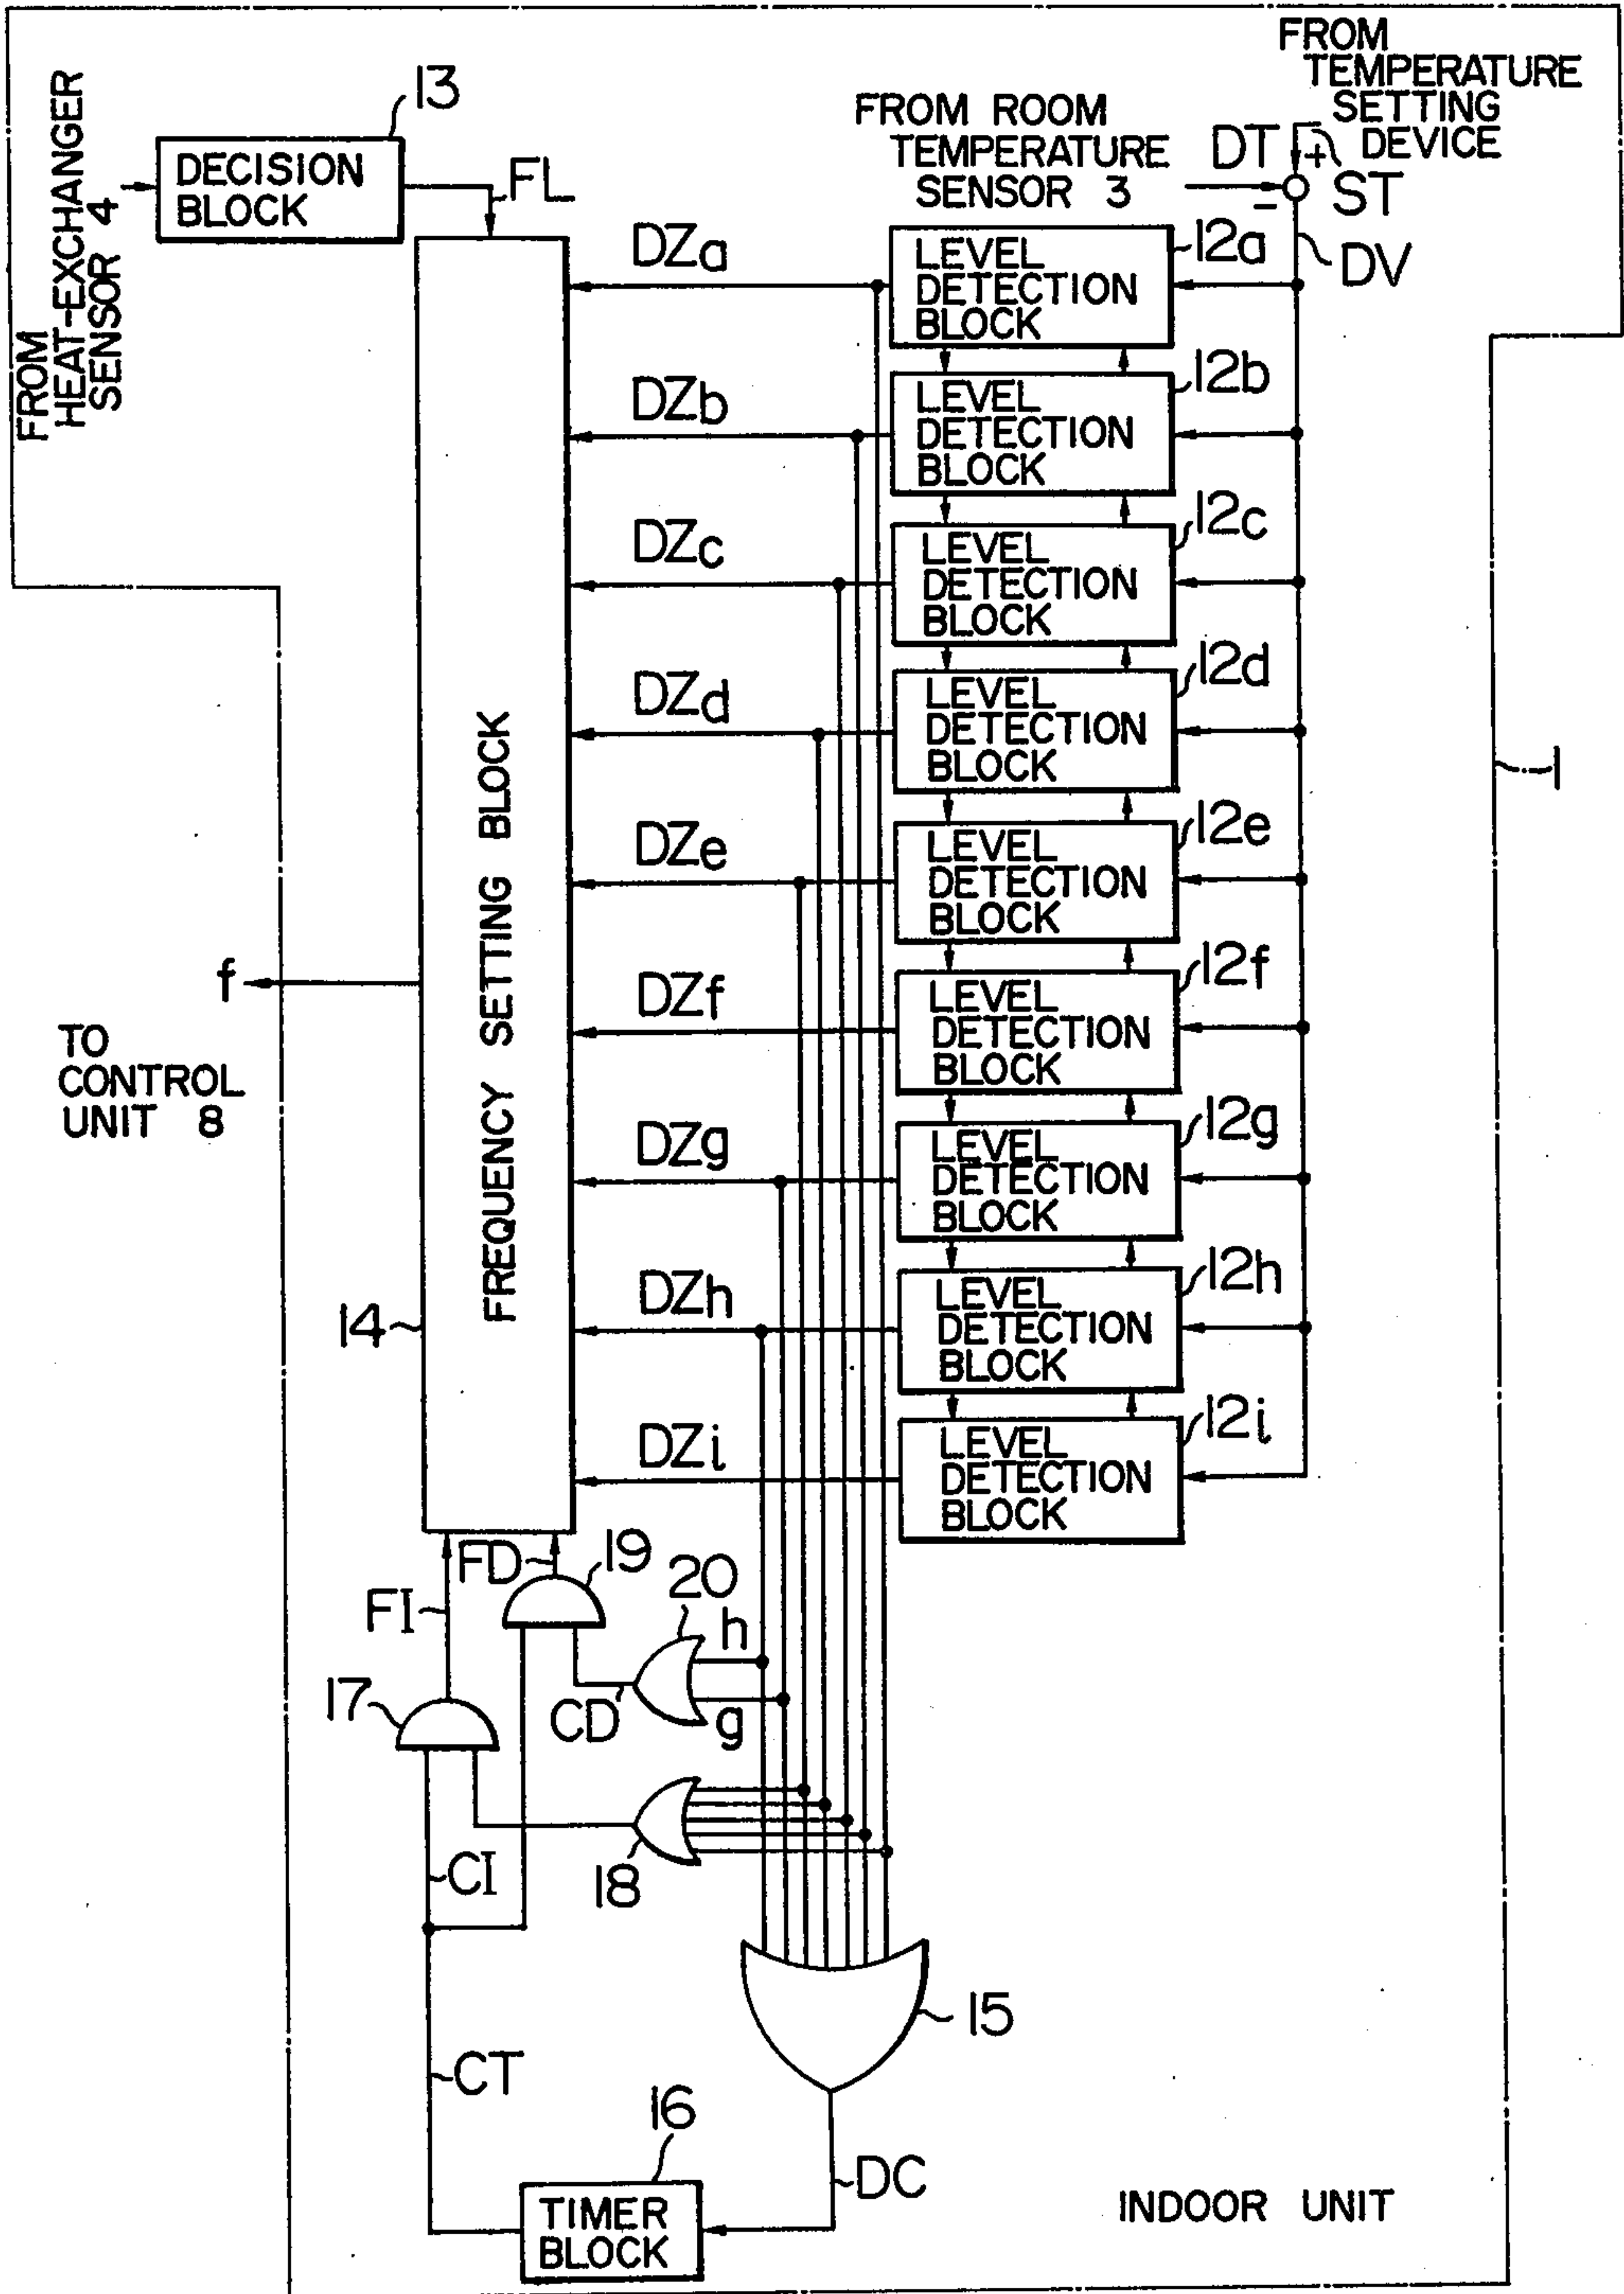 FROM
TEMPERATURE
SETTING
DEVICE
FROM ROOM
TEMPERATURE
SENSOR 3
DT
+
-
ST
DV
13
DECISION
BLOCK
FL
FROM
HEAT-EXCHANGER
SENSOR 4
DZa
LEVEL
DETECTION
BLOCK
12a
DZb
LEVEL
DETECTION
BLOCK
12b
DZc
LEVEL
DETECTION
BLOCK
12c
DZd
LEVEL
DETECTION
BLOCK
12d
1
DZe
LEVEL
DETECTION
BLOCK
12e
FREQUENCY SETTING BLOCK
f
TO
CONTROL
UNIT 8
DZf
LEVEL
DETECTION
BLOCK
12f
DZg
LEVEL
DETECTION
BLOCK
12g
14
DZh
LEVEL
DETECTION
BLOCK
12h
DZi
LEVEL
DETECTION
BLOCK
12i
FD
19
FI
20
h
g
CD
17
18
CI
15
CT
16
DC
TIMER
BLOCK
INDOOR UNIT